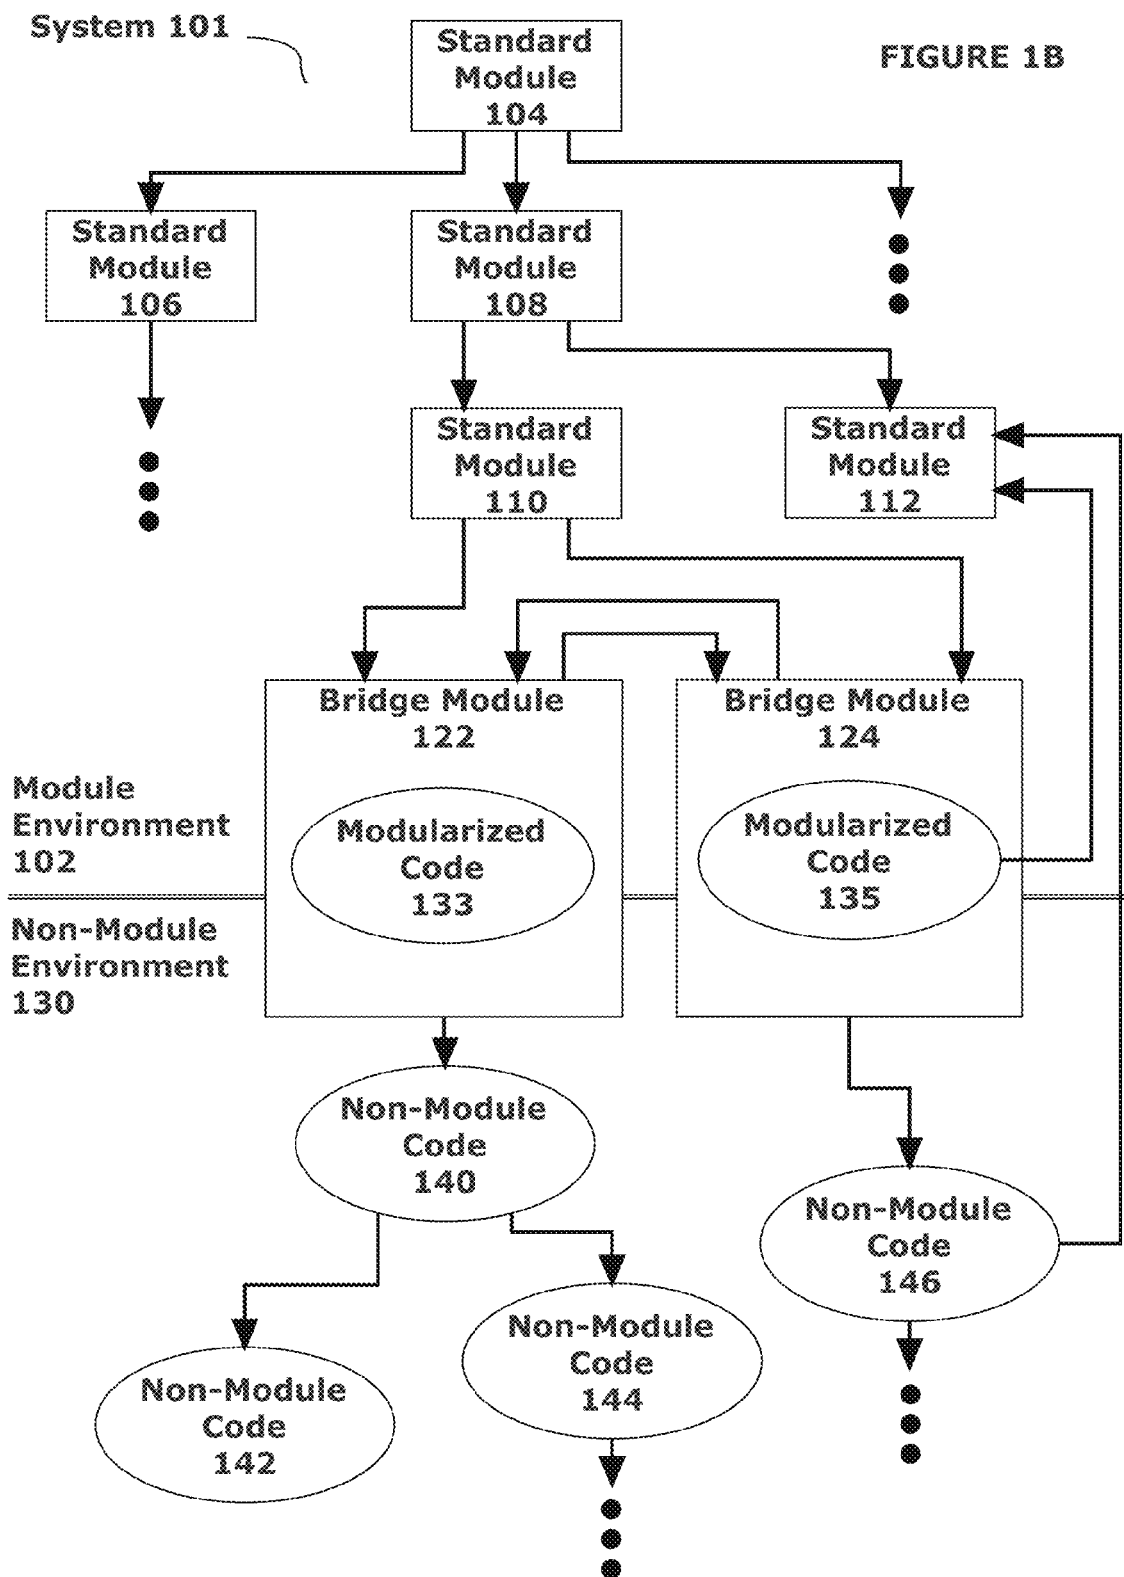 System 101
FIGURE 1B
Standard
Module
104
Standard
Module
106
Standard
Module
108
Standard
Module
110
Standard
Module
112
Bridge Module
122
Bridge Module
124
Modularized
Code
133
Modularized
Code
135
Module
Environment
102
Non-Module
Environment
130
Non-Module
Code
140
Non-Module
Code
146
Non-Module
Code
144
Non-Module
Code
142